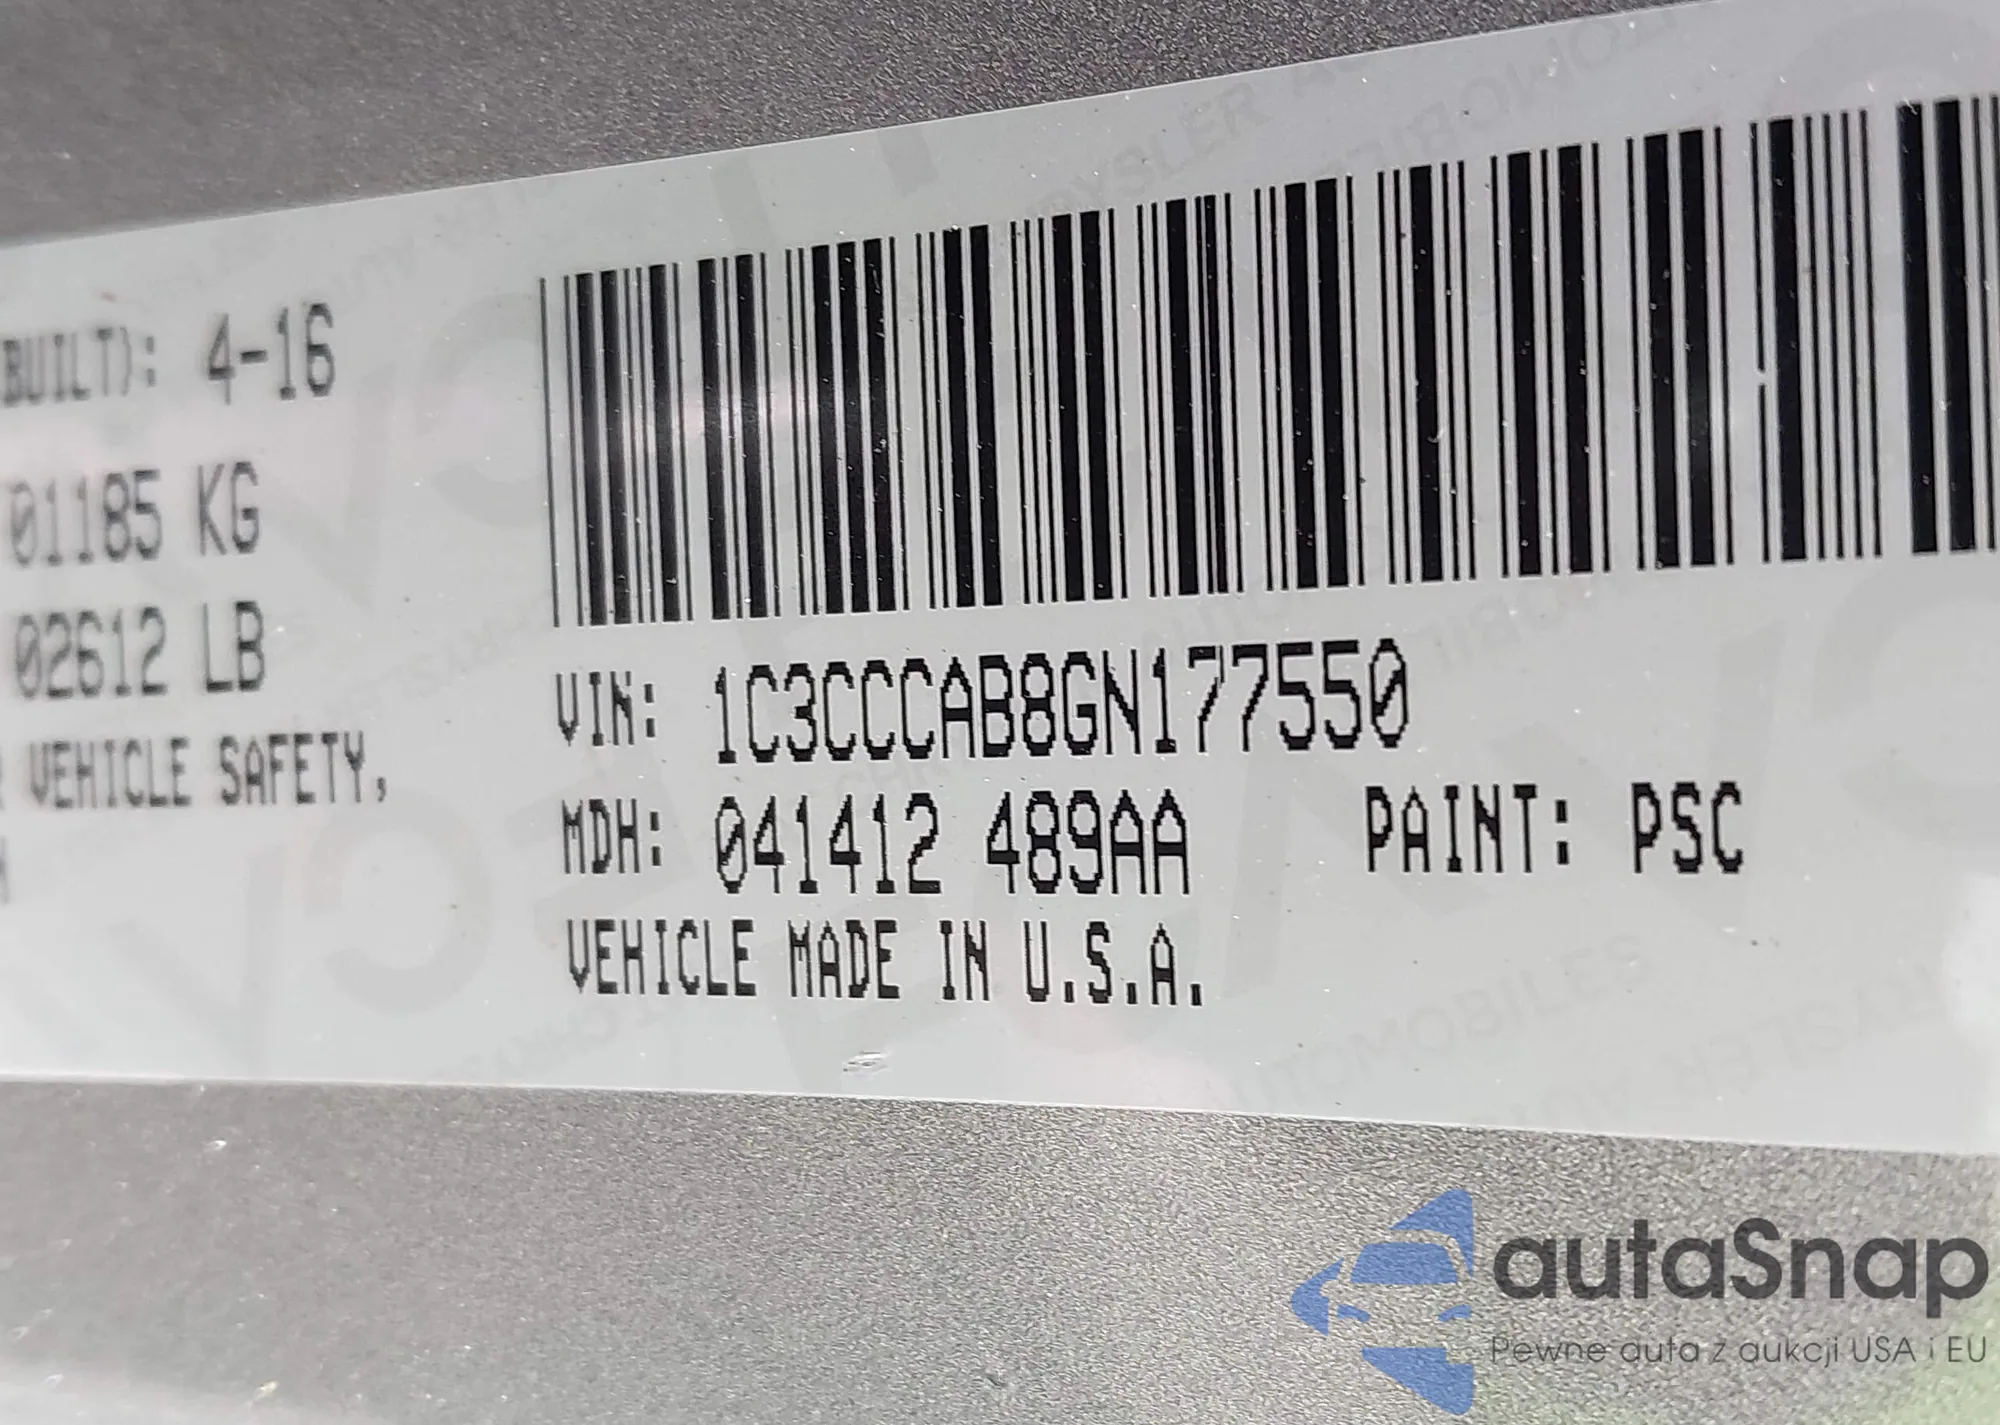 BUILT): 4-16
01185 KG
02612 LB
VEHICLE SAFETY,
VIN: 1C3CCCAB8GN177550
MDH: 041412 489AA PAINT: PSC
VEHICLE MADE IN U.S.A.
autaSnap
Pewne auta z aukcji USA i EU